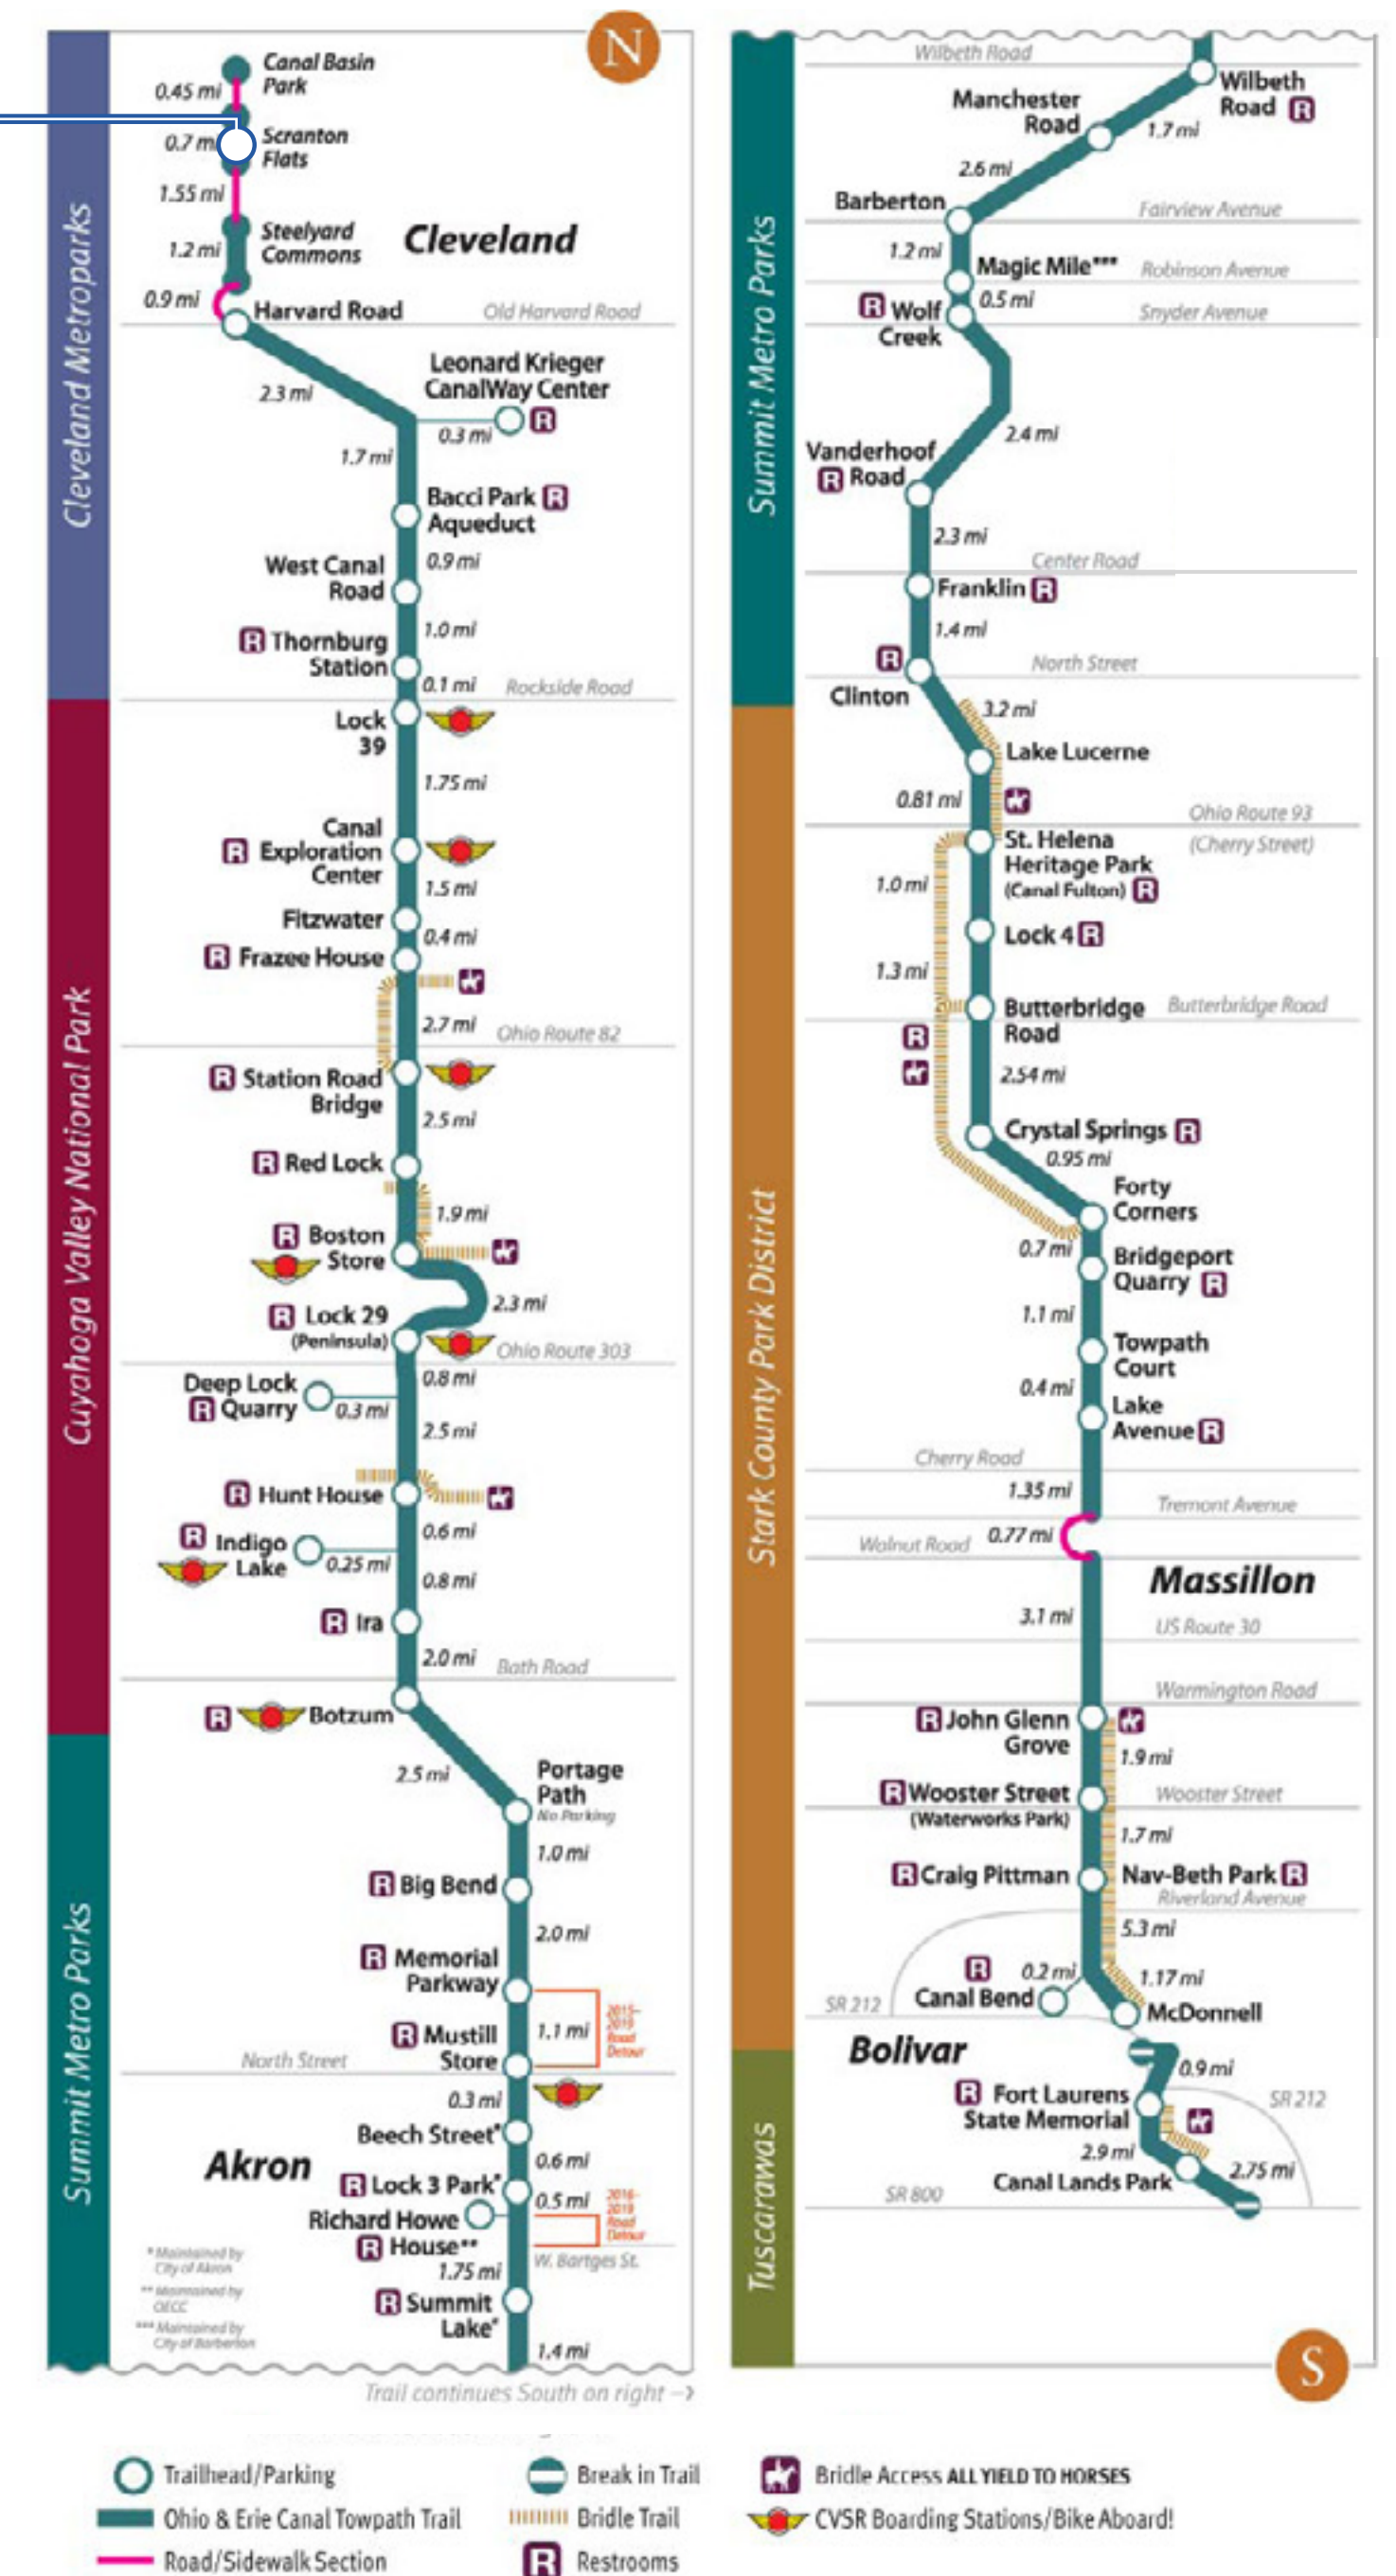 N
Canal Basin
Park
0.45 mi
0.7 m
Scranton
Flats
1.55 mi
Steelyard
Commons
1.2 mi
Cleveland
0.9 mi
Harvard Road
Old Harvard Road
Leonard Krieger
CanalWay Center
2.3 mi
R
0.3 mi
1.7 mi
Bacci Park R
Aqueduct
0.9 mi
West Canal
Road
1.0 mi
R Thornburg
Station
0.1 mi
Rockside Road
Lock
39
1.75 mi
Canal
R Exploration
Center
1.5 mi
Fitzwater
0.4 mi
R Frazee House
2.7 mi
Ohio Route 82
R Station Road
Bridge
2.5 mi
R Red Lock
1.9 mi
R Boston
Store
2.3 mi
R Lock 29
(Peninsula)
Ohio Route 303
0.8 mi
Deep Lock
R Quarry
0.3 mi
2.5 mi
R Hunt House
0.6 mi
R
Indigo
Lake
0.25 mi
0.8 mi
R Ira
2.0 mi
Bath Road
R Botzum
2.5 mi
Portage
Path
No Parking
1.0 mi
R Big Bend
2.0 mi
R Memorial
Parkway
2015-
2019
Road
Detour
1.1 mi
R Mustill
Store
North Street
0.3 mi
Beech Street*
Akron
0.6 mi
R Lock 3 Park*
0.5 mi
2016-
2019
Road
Detour
Richard Howe
R House**
W. Bartges St.
1.75 mi
R Summit
Lake*
1.4 mi
* Maintained by
City of Akron
** Maintained by
OECC
*** Maintained by
City of Barberton
Trail continues South on right –>
Cleveland Metroparks
Cuyahoga Valley National Park
Summit Metro Parks
Wilbeth Road
Wilbeth
Road R
Manchester
Road
1.7 mi
2.6 mi
Barberton
Fairview Avenue
1.2 mi
Magic Mile***
Robinson Avenue
0.5 mi
R Wolf
Creek
Snyder Avenue
2.4 mi
Vanderhoof
R Road
2.3 mi
Center Road
Franklin R
1.4 mi
R
North Street
Clinton
3.2 mi
Lake Lucerne
0.81 mi
Ohio Route 93
(Cherry Street)
St. Helena
Heritage Park
(Canal Fulton) R
1.0 mi
Lock 4 R
1.3 mi
Butterbridge
Road
Butterbridge Road
R
2.54 mi
Crystal Springs R
0.95 mi
Forty
Corners
0.7 mi
Bridgeport
Quarry R
1.1 mi
Towpath
Court
0.4 mi
Lake
Avenue R
Cherry Road
1.35 mi
Tremont Avenue
Walnut Road
0.77 mi
Massillon
3.1 mi
US Route 30
Warmington Road
R John Glenn
Grove
1.9 mi
R Wooster Street
(Waterworks Park)
Wooster Street
1.7 mi
R Craig Pittman
Nav-Beth Park R
Riverland Avenue
5.3 mi
R
0.2 mi
Canal Bend
1.17 mi
SR 212
McDonnell
Bolivar
0.9 mi
R Fort Laurens
State Memorial
SR 212
2.9 mi
Canal Lands Park
2.75 mi
SR 800
Summit Metro Parks
Stark County Park District
Tuscarawas
S
Trailhead/Parking
Break in Trail
Bridle Access ALL YIELD TO HORSES
Ohio & Erie Canal Towpath Trail
Bridle Trail
CVSR Boarding Stations/Bike Aboard!
Road/Sidewalk Section
R Restrooms